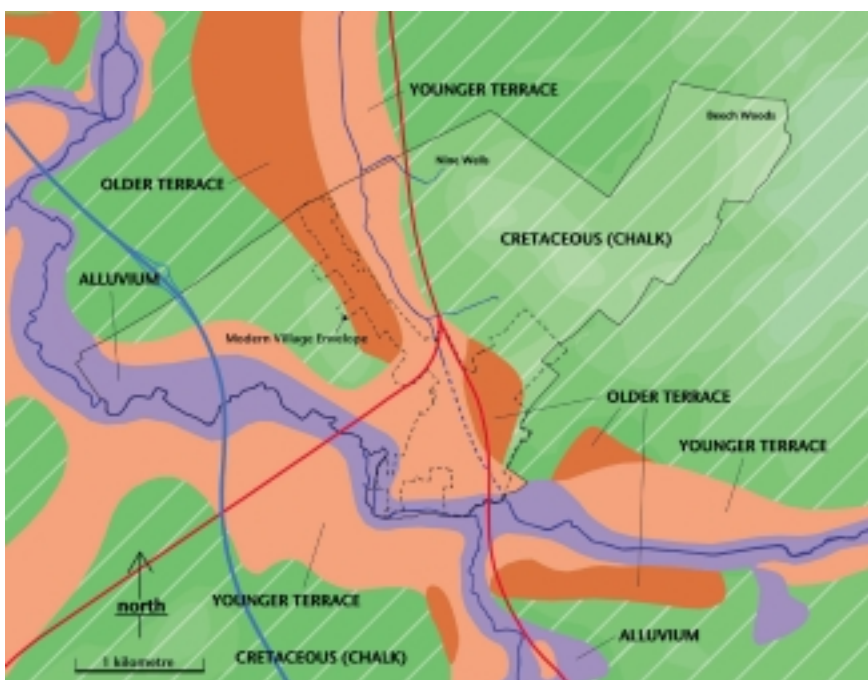 YOUNGER TERRACE
Beech Woods
Nine Wells
OLDER TERRACE
CRETACEOUS (CHALK)
ALLUVIUM
Modern Village Envelope
OLDER TERRACE
YOUNGER TERRACE
north
YOUNGER TERRACE
ALLUVIUM
1 kilometre
CRETACEOUS (CHALK)